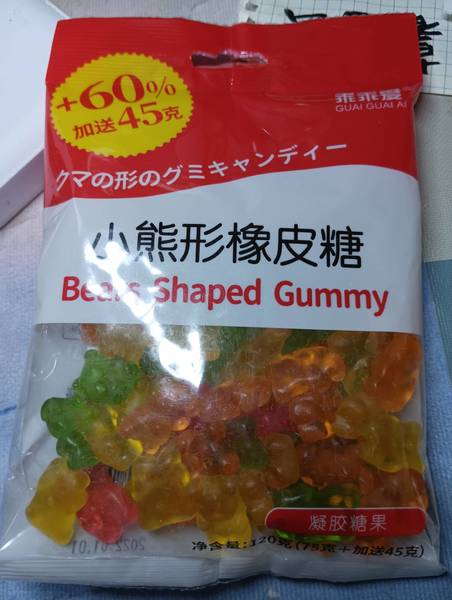 +60%
加送45克
乖乖爱
GUAI GUAI AI
クマの形のグミキャンディー
小熊形橡皮糖
Bears Shaped Gummy
凝胶糖果
净含量:120克(75克+加送45克)